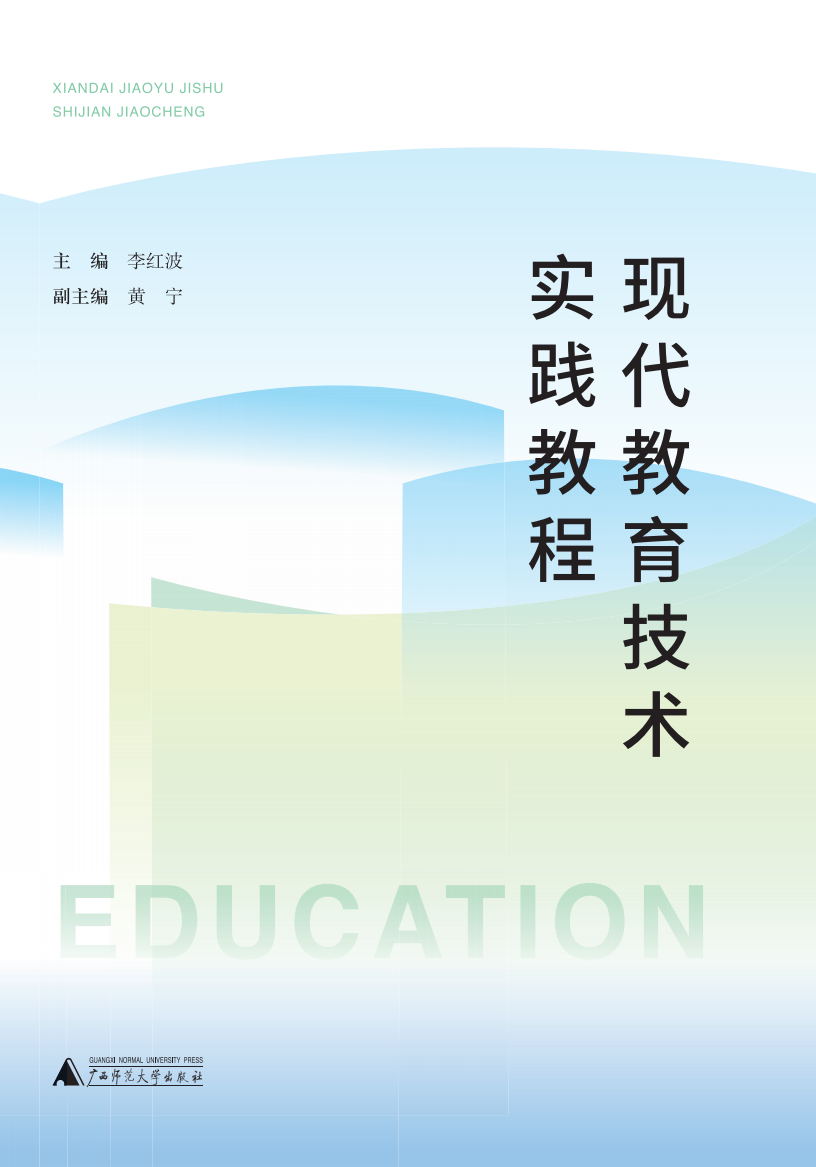 XIANDAI JIAOYU JISHU
SHIJIAN JIAOCHENG
主　编　李红波
副主编　黄　宁
现代教育技术
实践教程
EDUCATION
GUANGXI NORMAL UNIVERSITY PRESS
广西师范大学出版社